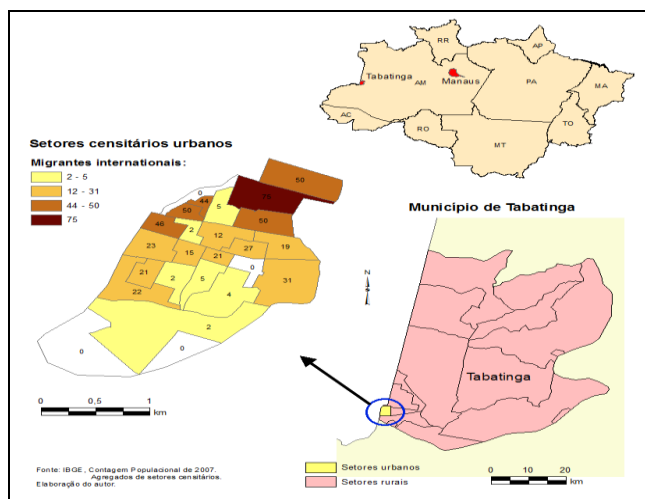 RR
AP
Tabatinga
AM
Manaus
PA
MA
AC
RO
TO
MT
Setores censitários urbanos
Migrantes internationais:
2 - 5
12 - 31
44 - 50
75
50
0
44
5
75
50
46
50
2
12
23
19
15
21
27
0
21
2
5
31
22
4
2
0
0
0 0,5 1
km
N
S
Município de Tabatinga
Tabatinga
Setores urbanos
Setores rurais
0 10 20
km
Fonte: IBGE, Contagem Populacional de 2007.
Agregados de setores censitários.
Elaboração do autor.